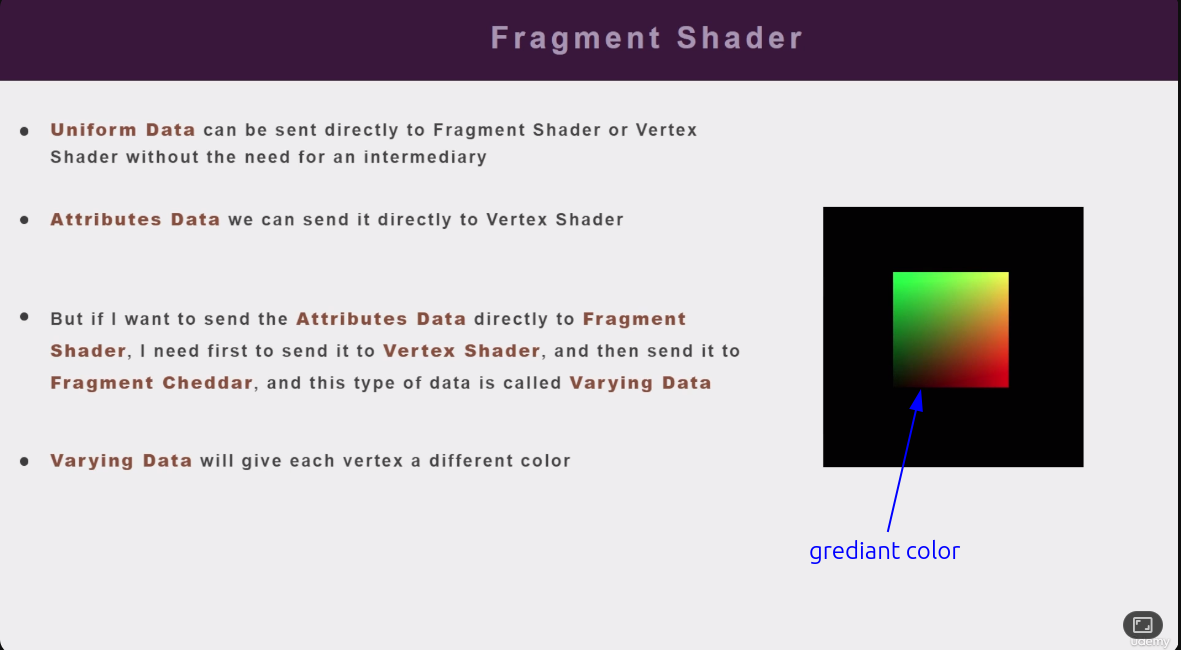 Fragment Shader
Uniform Data can be sent directly to Fragment Shader or Vertex
Shader without the need for an intermediary
Attributes Data we can send it directly to Vertex Shader
But if I want to send the Attributes Data directly to Fragment
Shader, I need first to send it to Vertex Shader, and then send it to
Fragment Cheddar, and this type of data is called Varying Data
Varying Data will give each vertex a different color
grediant color
udemy